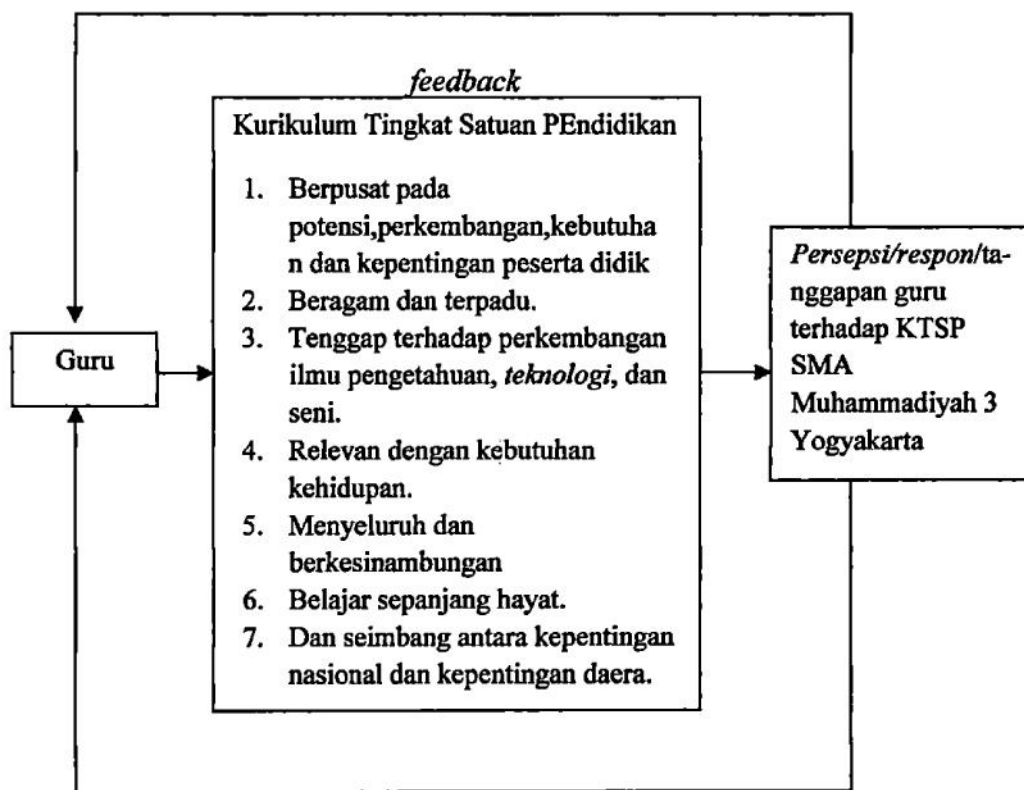 feedback
Kurikulum Tingkat Satuan PEndidikan
1. Berpusat pada
potensi,perkembangan,kebutuha
n dan kepentingan peserta didik
2. Beragam dan terpadu.
3. Tenggap terhadap perkembangan
ilmu pengetahuan, teknologi, dan
seni.
4. Relevan dengan kebutuhan
kehidupan.
5. Menyeluruh dan
berkesinambungan
6. Belajar sepanjang hayat.
7. Dan seimbang antara kepentingan
nasional dan kepentingan daera.
Guru
Persepsi/respon/ta-
nggapan guru
terhadap KTSP
SMA
Muhammadiyah 3
Yogyakarta